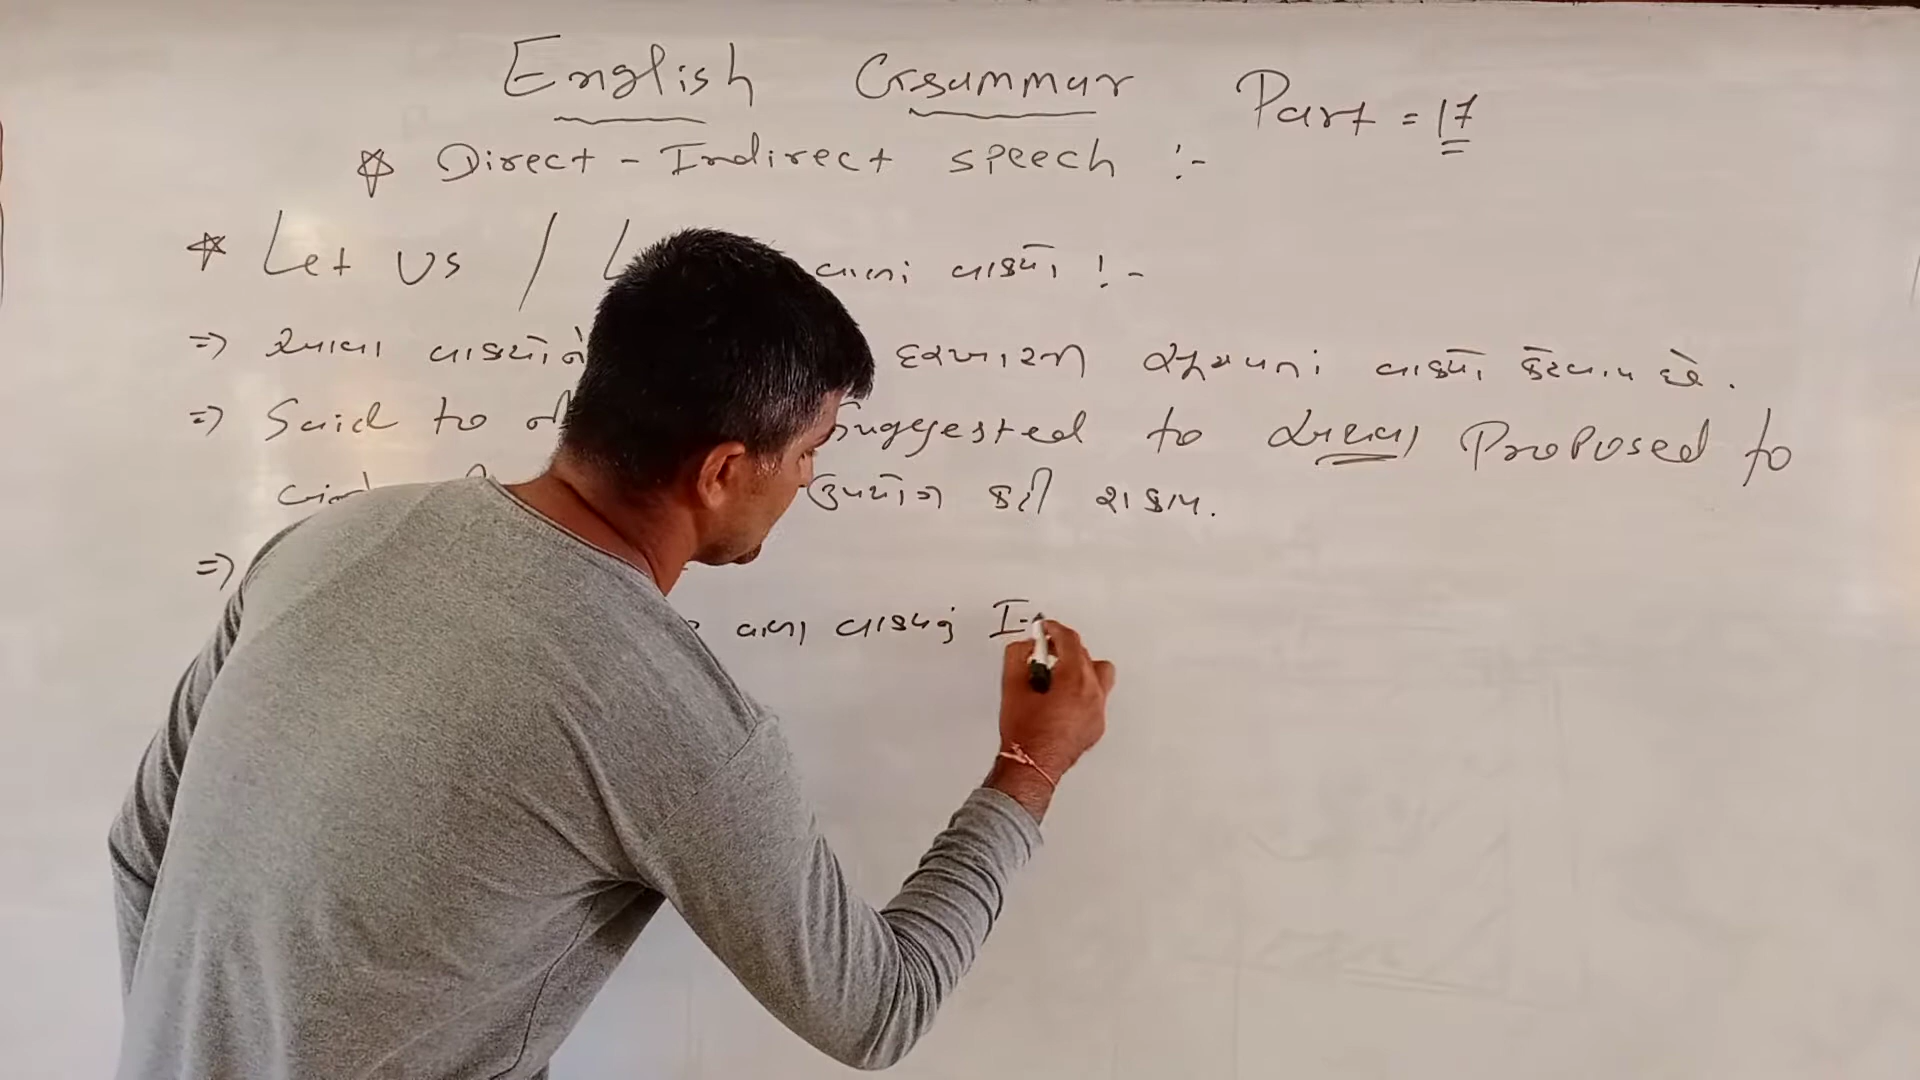 English Grammar Part = 17
☆ Direct - Indirect speech :-
☆ Let us / L વાળાં વાક્યો :-
⇒ આવા વાક્યોને દરખાસ્ત વાક્યો કહેવાય છે.
⇒ Said to ની Suggested to અથવા Proposed to
ઉપયોગ કરી શકાય.
⇒
વાળા વાક્યનું I